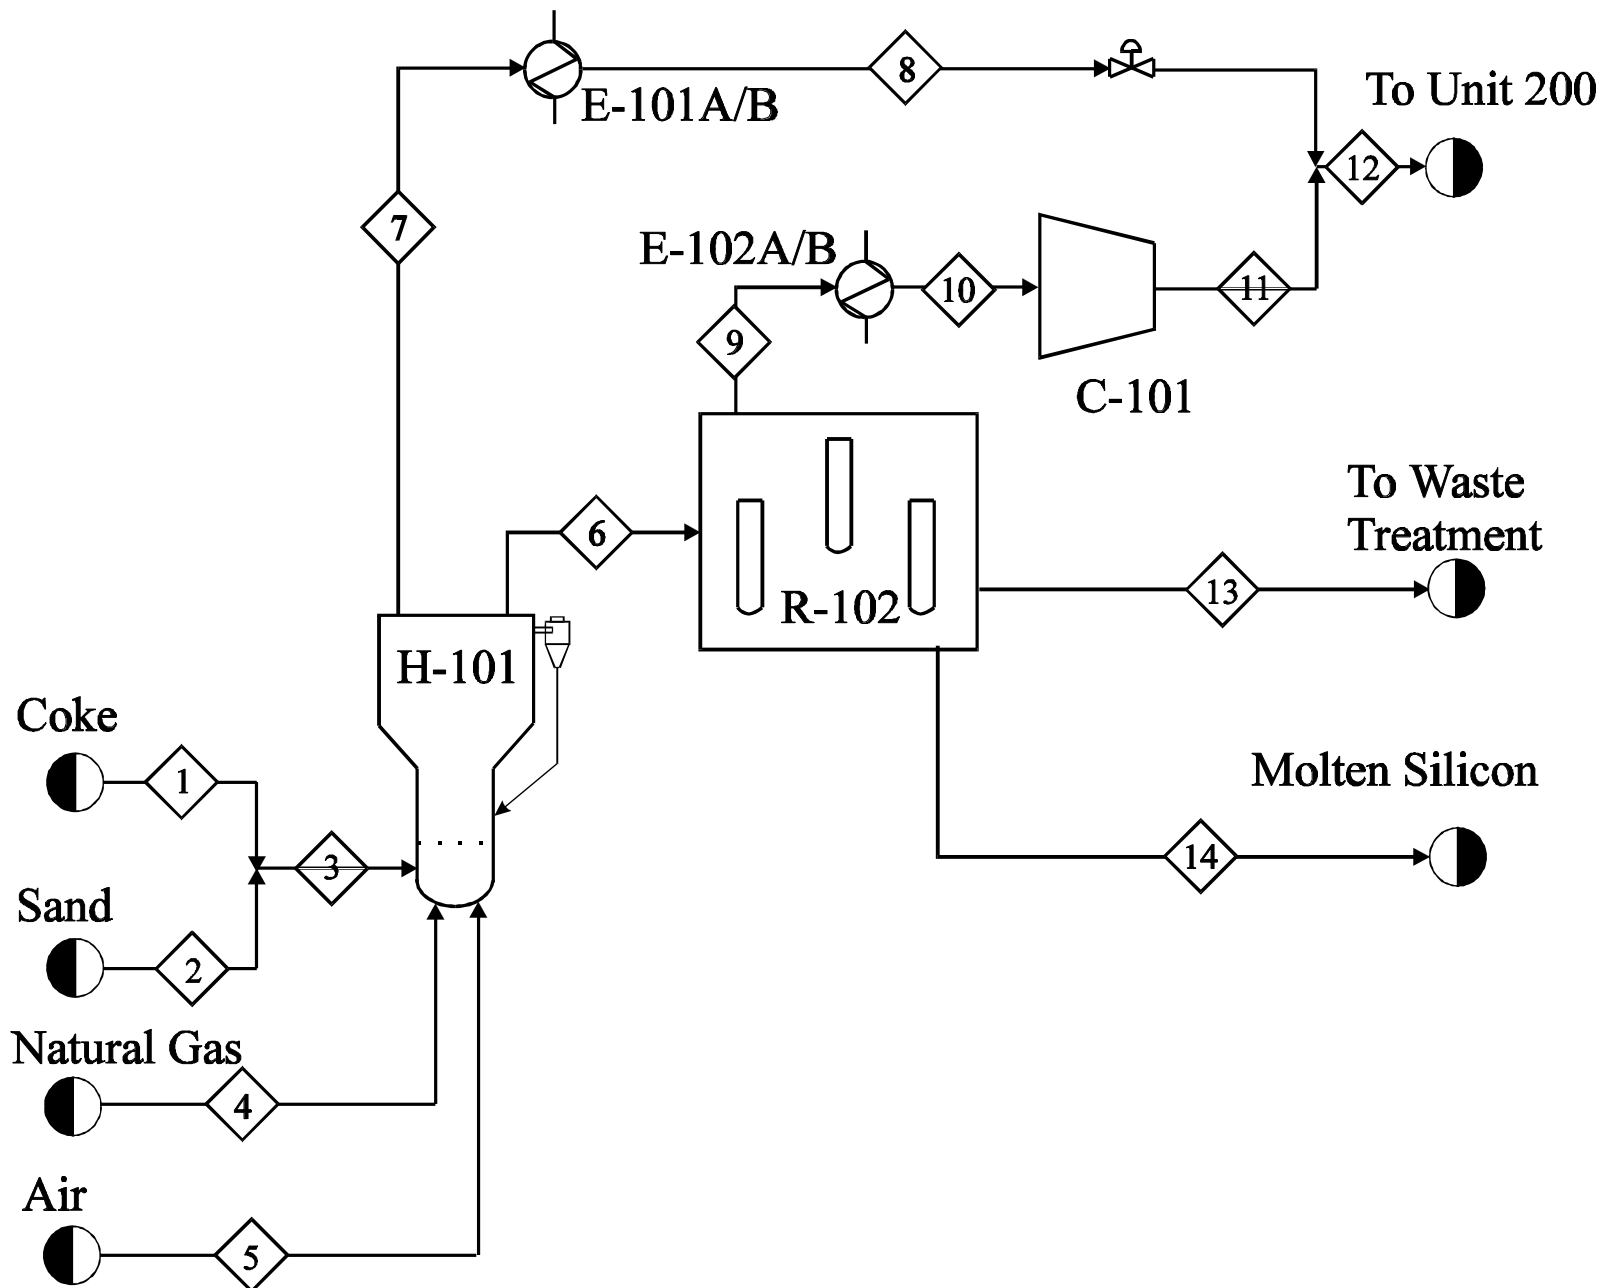 E-101A/B
8
To Unit 200
12
7
E-102A/B
10
11
9
C-101
6
To Waste
Treatment
13
R-102
H-101
Coke
1
Molten Silicon
14
3
Sand
2
Natural Gas
4
Air
5